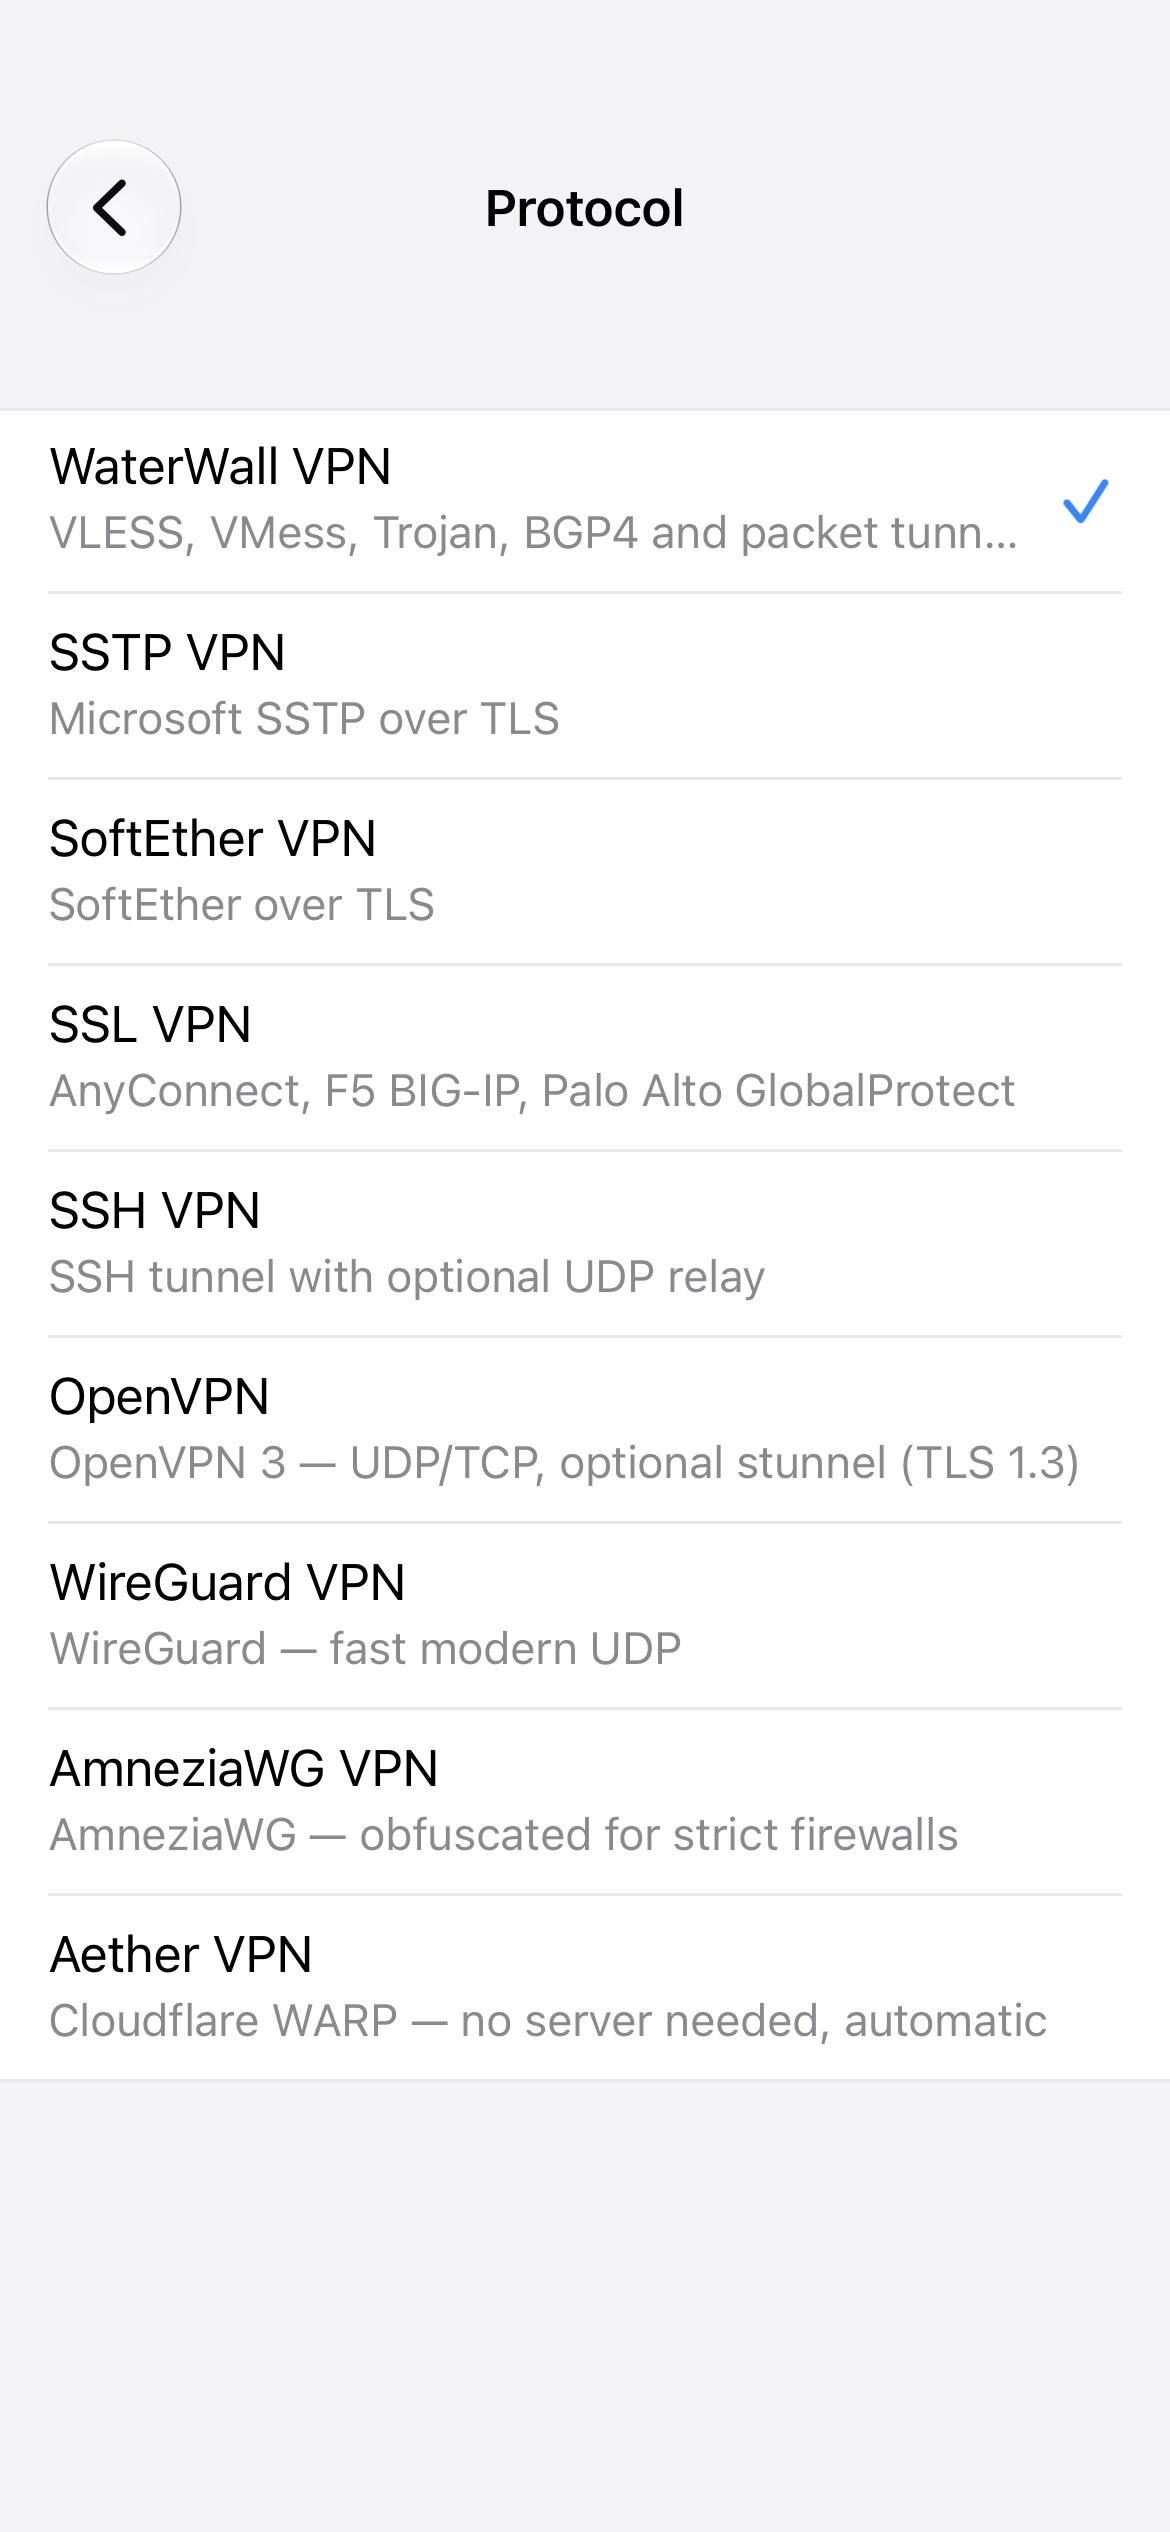 Protocol
WaterWall VPN
VLESS, VMess, Trojan, BGP4 and packet tunn...
SSTP VPN
Microsoft SSTP over TLS
SoftEther VPN
SoftEther over TLS
SSL VPN
AnyConnect, F5 BIG-IP, Palo Alto GlobalProtect
SSH VPN
SSH tunnel with optional UDP relay
OpenVPN
OpenVPN 3 — UDP/TCP, optional stunnel (TLS 1.3)
WireGuard VPN
WireGuard — fast modern UDP
AmneziaWG VPN
AmneziaWG — obfuscated for strict firewalls
Aether VPN
Cloudflare WARP — no server needed, automatic